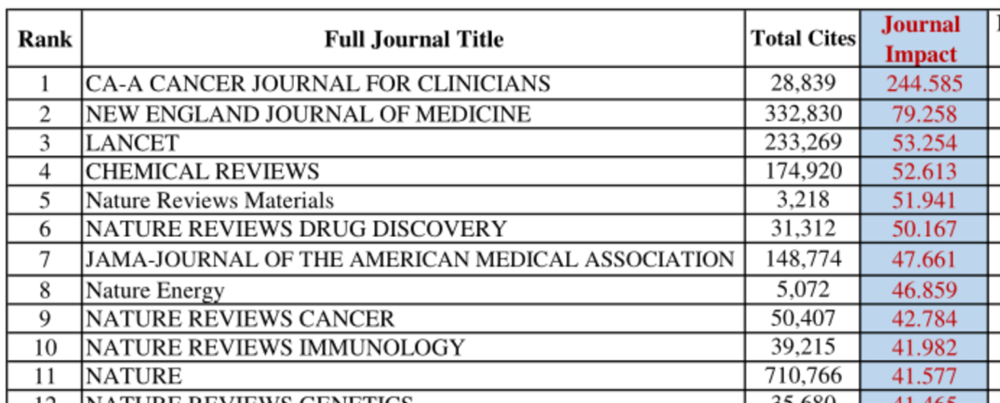 Rank Full Journal Title Total Cites Journal Impact
1 CA-A CANCER JOURNAL FOR CLINICIANS 28,839 244.585
2 NEW ENGLAND JOURNAL OF MEDICINE 332,830 79.258
3 LANCET 233,269 53.254
4 CHEMICAL REVIEWS 174,920 52.613
5 Nature Reviews Materials 3,218 51.941
6 NATURE REVIEWS DRUG DISCOVERY 31,312 50.167
7 JAMA-JOURNAL OF THE AMERICAN MEDICAL ASSOCIATION 148,774 47.661
8 Nature Energy 5,072 46.859
9 NATURE REVIEWS CANCER 50,407 42.784
10 NATURE REVIEWS IMMUNOLOGY 39,215 41.982
11 NATURE 710,766 41.577
12 NATURE REVIEWS GENETICS 35,680 41.465